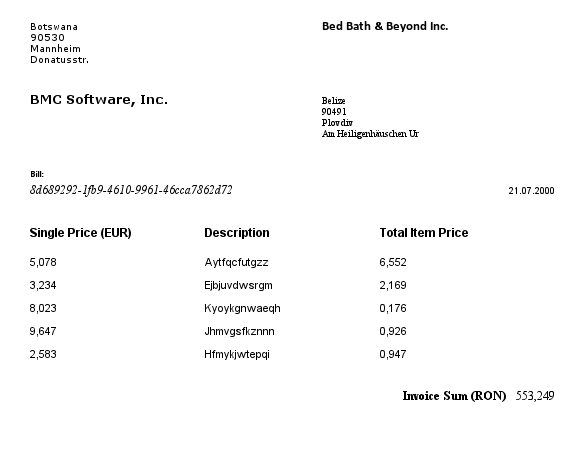 Botswana
90530
Mannheim
Donatusstr.
Bed Bath & Beyond Inc.
BMC Software, Inc.
Belize
90491
Plovdiv
Am Heiligenhäuschen Ur
Bill:
8d689292-1fb9-4610-9961-46cca7862d72
21.07.2000
Single Price (EUR) Description Total Item Price
5,078 Aytfqcfutgzz 6,552
3,234 Ejbjuvdwsrgm 2,169
8,023 Kyoykgnwaeqh 0,176
9,647 Jhmvgsfkznnn 0,926
2,583 Hfmykjwtepqi 0,947
Invoice Sum (RON) 553,249